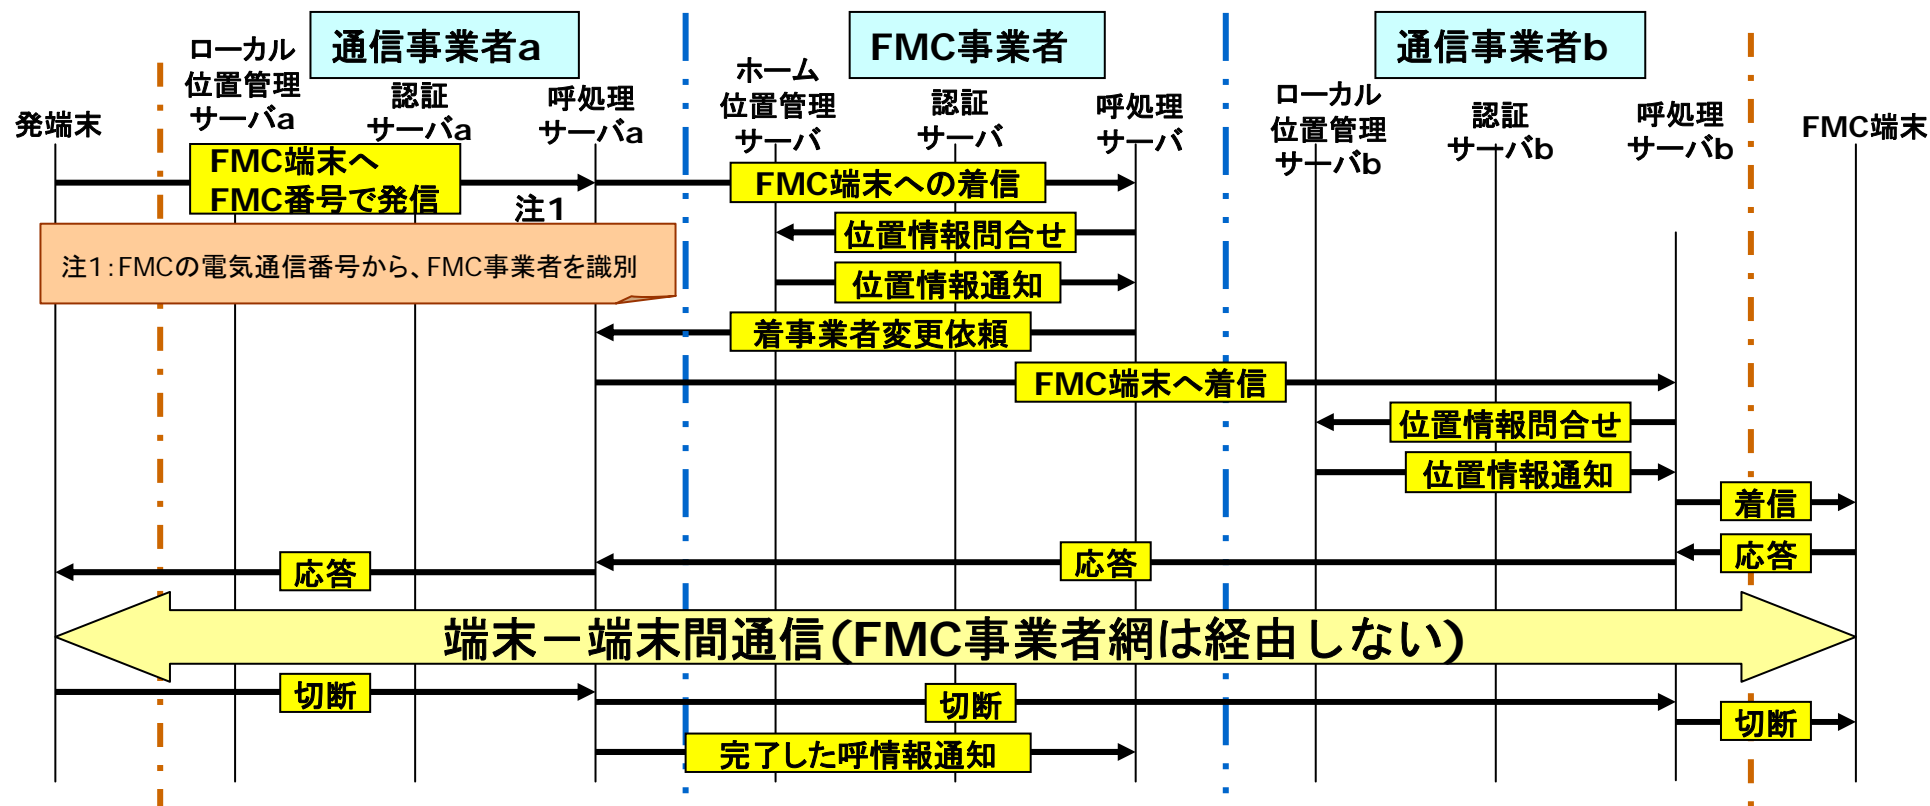 通信事業者a
FMC事業者
通信事業者b
発端末
ローカル
位置管理
サーバa
認証
サーバa
呼処理
サーバa
ホーム
位置管理
サーバ
認証
サーバ
呼処理
サーバ
ローカル
位置管理
サーバb
認証
サーバb
呼処理
サーバb
FMC端末
FMC端末へ
FMC番号で発信
注1
FMC端末への着信
注1：FMCの電気通信番号から、FMC事業者を識別
位置情報問合せ
位置情報通知
着事業者変更依頼
FMC端末へ着信
位置情報問合せ
位置情報通知
着信
応答
応答
応答
端末－端末間通信(FMC事業者網は経由しない)
切断
切断
切断
完了した呼情報通知